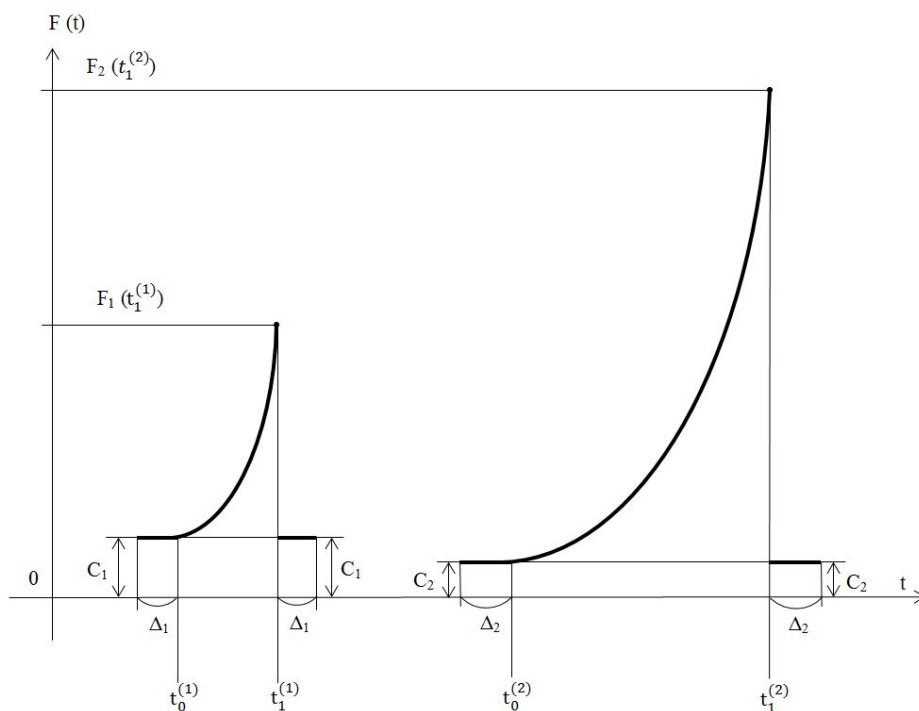 F (t)
F₂ (t₁⁽²⁾)
F₁ (t₁⁽¹⁾)
C₁
C₁
C₂
C₂
0
t
Δ₁
Δ₁
Δ₂
Δ₂
t₀⁽¹⁾
t₁⁽¹⁾
t₀⁽²⁾
t₁⁽²⁾